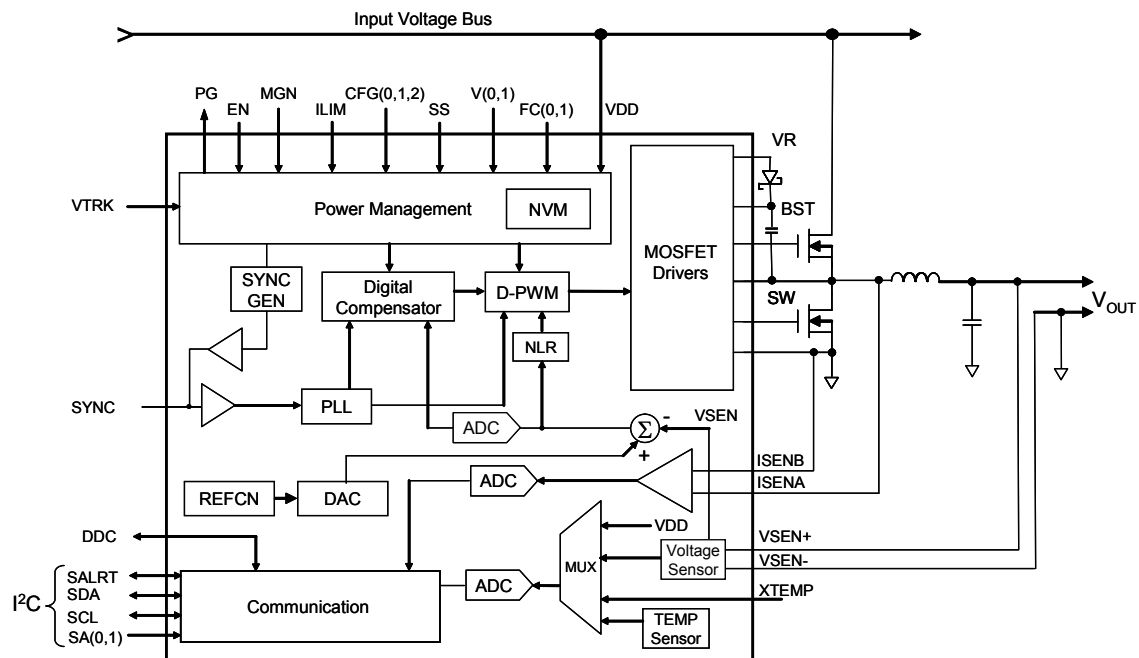 Input Voltage Bus
PG
EN
MGN
ILIM
CFG(0,1,2)
SS
V(0,1)
FC(0,1)
VDD
VR
VTRK
Power Management
NVM
BST
MOSFET
Drivers
SYNC
GEN
Digital
Compensator
D-PWM
SW
VOUT
NLR
SYNC
PLL
ADC
Σ
-
+
VSEN
ISENB
ISENA
ADC
REFCN
DAC
VDD
MUX
Voltage
Sensor
VSEN+
VSEN-
XTEMP
TEMP
Sensor
DDC
I²C
SALRT
SDA
SCL
SA(0,1)
Communication
ADC